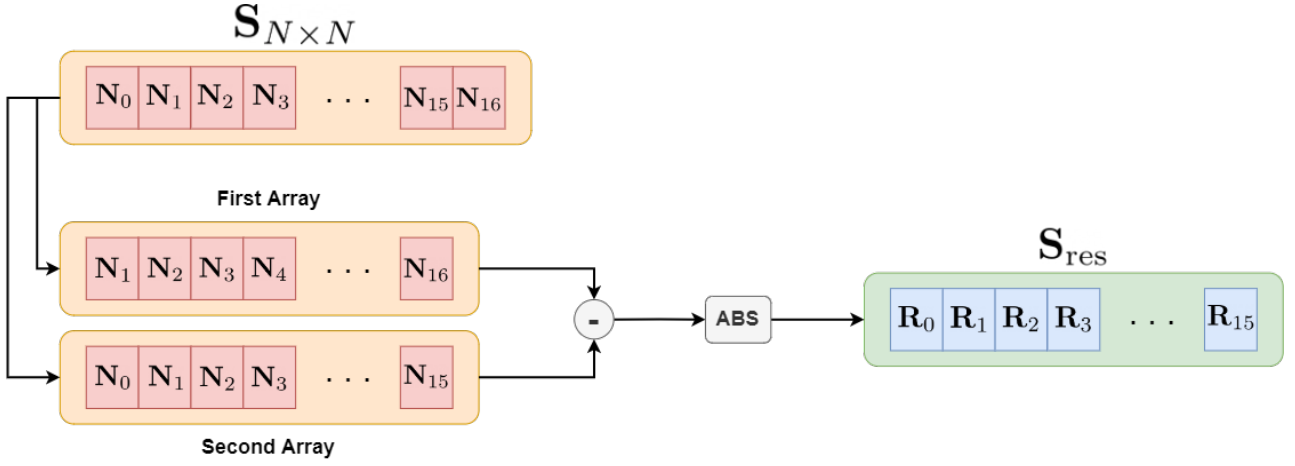 S_{N×N}
N_0 N_1 N_2 N_3 . . . N_15 N_16
First Array
N_1 N_2 N_3 N_4 . . . N_16
S_res
- ABS
R_0 R_1 R_2 R_3 . . . R_15
N_0 N_1 N_2 N_3 . . . N_15
Second Array